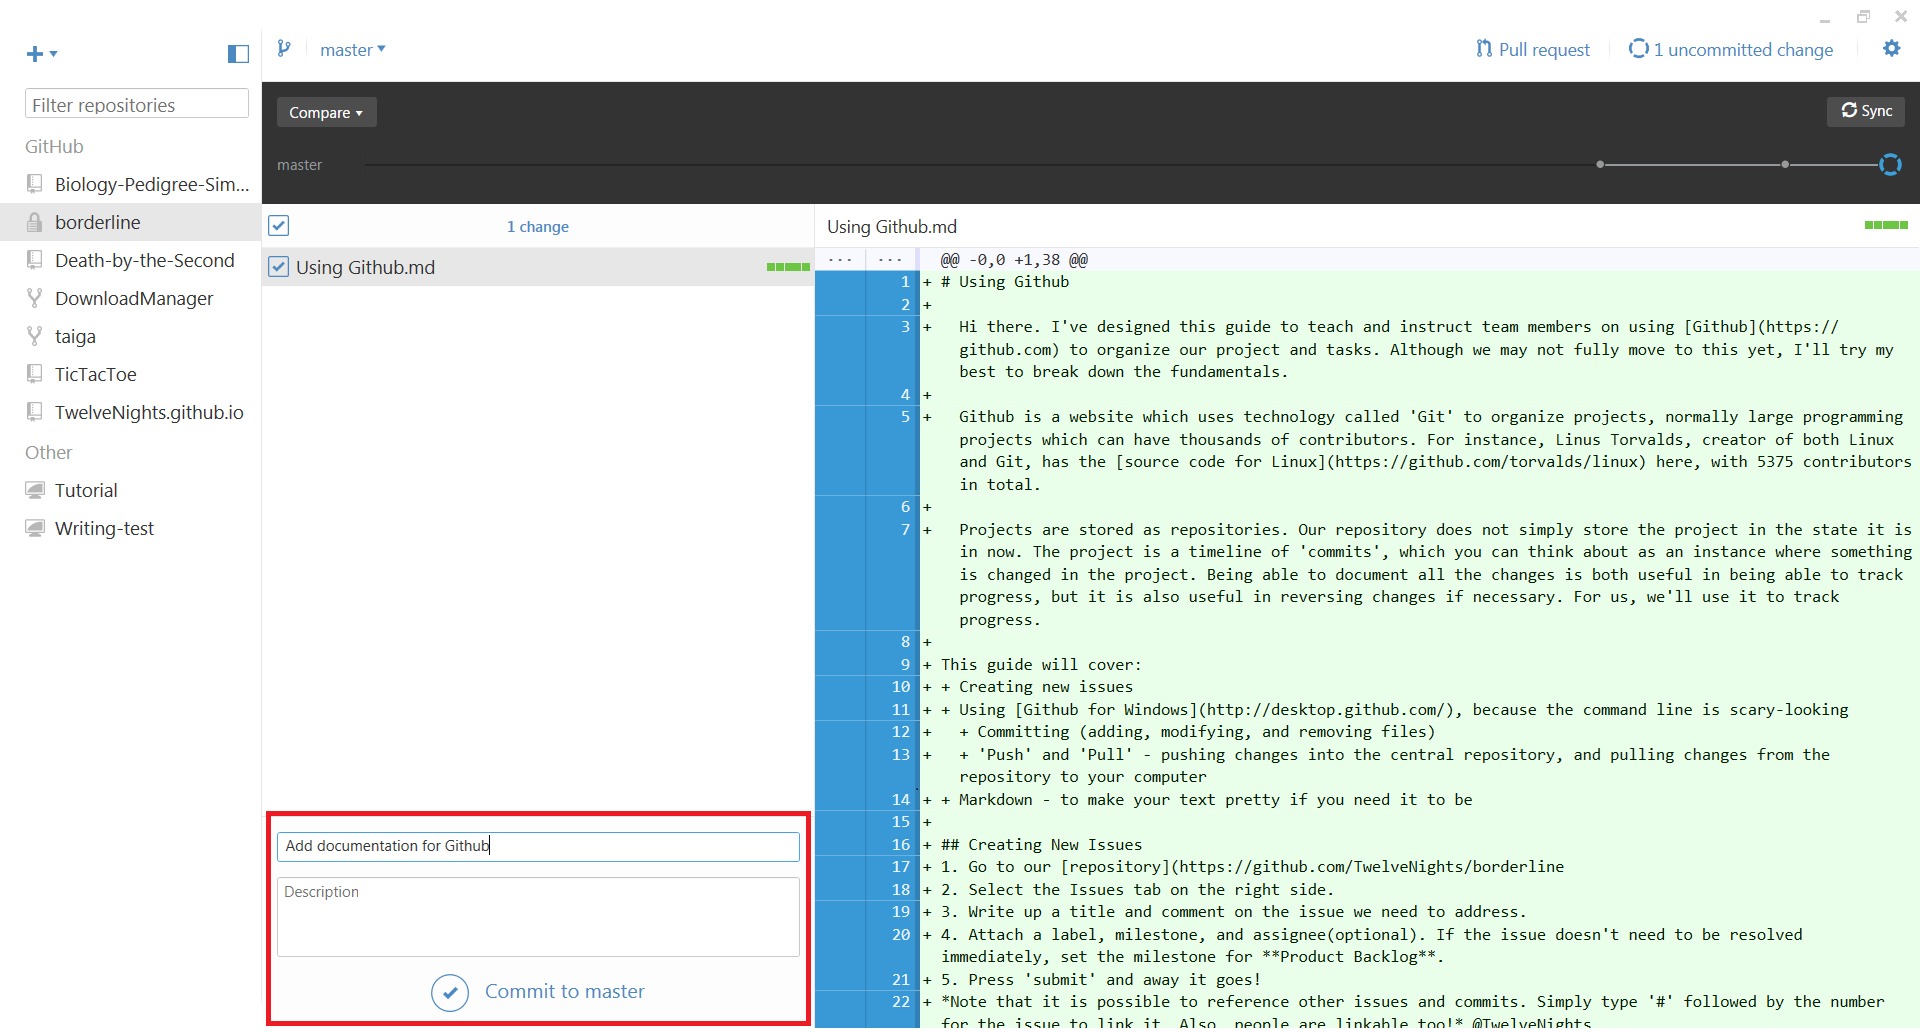 master
Pull request
1 uncommitted change
Filter repositories
GitHub
Biology-Pedigree-Sim...
borderline
Death-by-the-Second
DownloadManager
taiga
TicTacToe
TwelveNights.github.io
Other
Tutorial
Writing-test
Compare
Sync
master
1 change
Using Github.md
Add documentation for Github
Description
Commit to master
Using Github.md
... ... @@ -0,0 +1,38 @@
1 + # Using Github
2 +
3 + Hi there. I've designed this guide to teach and instruct team members on using [Github](https://
github.com) to organize our project and tasks. Although we may not fully move to this yet, I'll try my
best to break down the fundamentals.
4 +
5 + Github is a website which uses technology called 'Git' to organize projects, normally large programming
projects which can have thousands of contributors. For instance, Linus Torvalds, creator of both Linux
and Git, has the [source code for Linux](https://github.com/torvalds/linux) here, with 5375 contributors
in total.
6 +
7 + Projects are stored as repositories. Our repository does not simply store the project in the state it is
in now. The project is a timeline of 'commits', which you can think about as an instance where something
is changed in the project. Being able to document all the changes is both useful in being able to track
progress, but it is also useful in reversing changes if necessary. For us, we'll use it to track
progress.
8 +
9 + This guide will cover:
10 + + Creating new issues
11 + + Using [Github for Windows](http://desktop.github.com/), because the command line is scary-looking
12 + + Committing (adding, modifying, and removing files)
13 + + 'Push' and 'Pull' - pushing changes into the central repository, and pulling changes from the
repository to your computer
14 + + Markdown - to make your text pretty if you need it to be
15 +
16 + ## Creating New Issues
17 + 1. Go to our [repository](https://github.com/TwelveNights/borderline
18 + 2. Select the Issues tab on the right side.
19 + 3. Write up a title and comment on the issue we need to address.
20 + 4. Attach a label, milestone, and assignee(optional). If the issue doesn't need to be resolved
immediately, set the milestone for **Product Backlog**.
21 + 5. Press 'submit' and away it goes!
22 + *Note that it is possible to reference other issues and commits. Simply type '#' followed by the number
for the issue to link it. Also, people are linkable too!* @TwelveNights